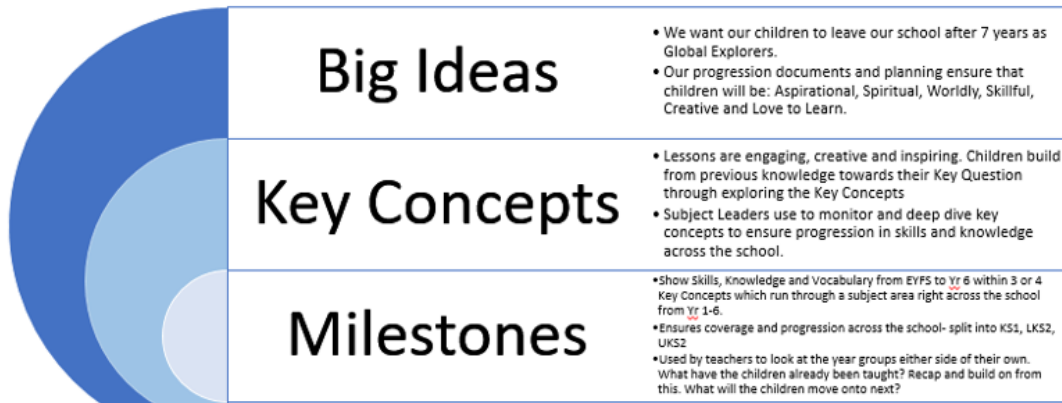 Big Ideas
• We want our children to leave our school after 7 years as
Global Explorers.
• Our progression documents and planning ensure that
children will be: Aspirational, Spiritual, Worldly, Skillful,
Creative and Love to Learn.
Key Concepts
• Lessons are engaging, creative and inspiring. Children build
from previous knowledge towards their Key Question
through exploring the Key Concepts
• Subject Leaders use to monitor and deep dive key
concepts to ensure progression in skills and knowledge
across the school.
Milestones
•Show Skills, Knowledge and Vocabulary from EYFS to Yr 6 within 3 or 4
Key Concepts which run through a subject area right across the school
from Yr 1-6.
•Ensures coverage and progression across the school- split into KS1, LKS2,
UKS2
•Used by teachers to look at the year groups either side of their own.
What have the children already been taught? Recap and build on from
this. What will the children move onto next?